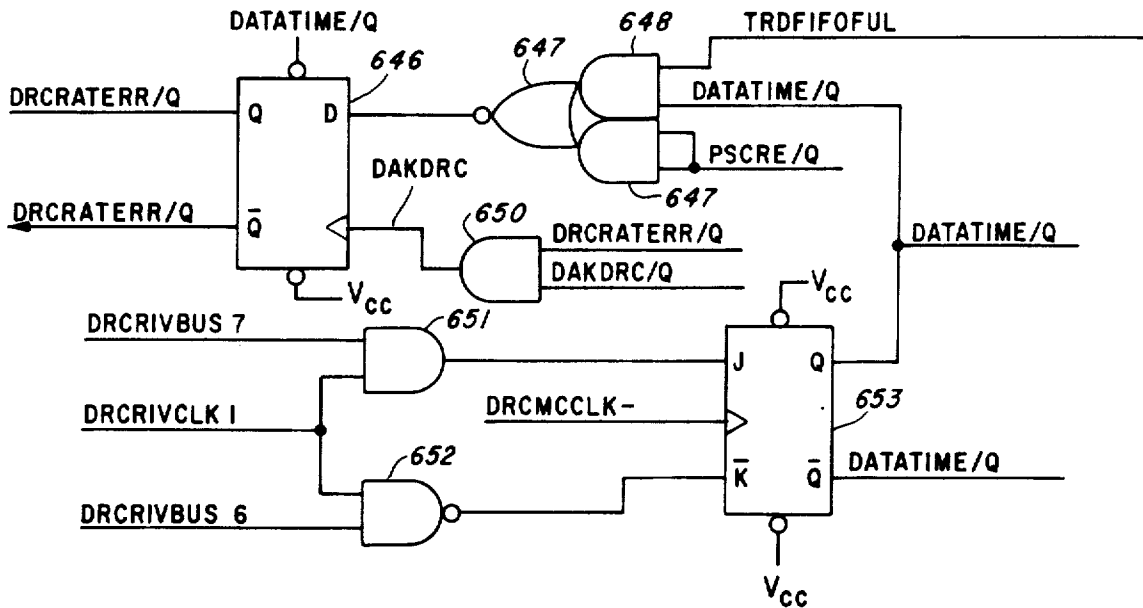 DATATIME/Q
646
647
648
TRDFIFOFUL
DRCRATERR/Q
Q
D
DATATIME/Q
PSCRE/Q
647
DAKDRC
DRCRATERR/Q
Q̅
650
DRCRATERR/Q
DAKDRC/Q
DATATIME/Q
VCC
VCC
DRCRIVBUS 7
651
J
Q
DRCRIVCLK 1
DRCMCCLK-
653
652
K̅
Q̅
DATATIME/Q
DRCRIVBUS 6
VCC